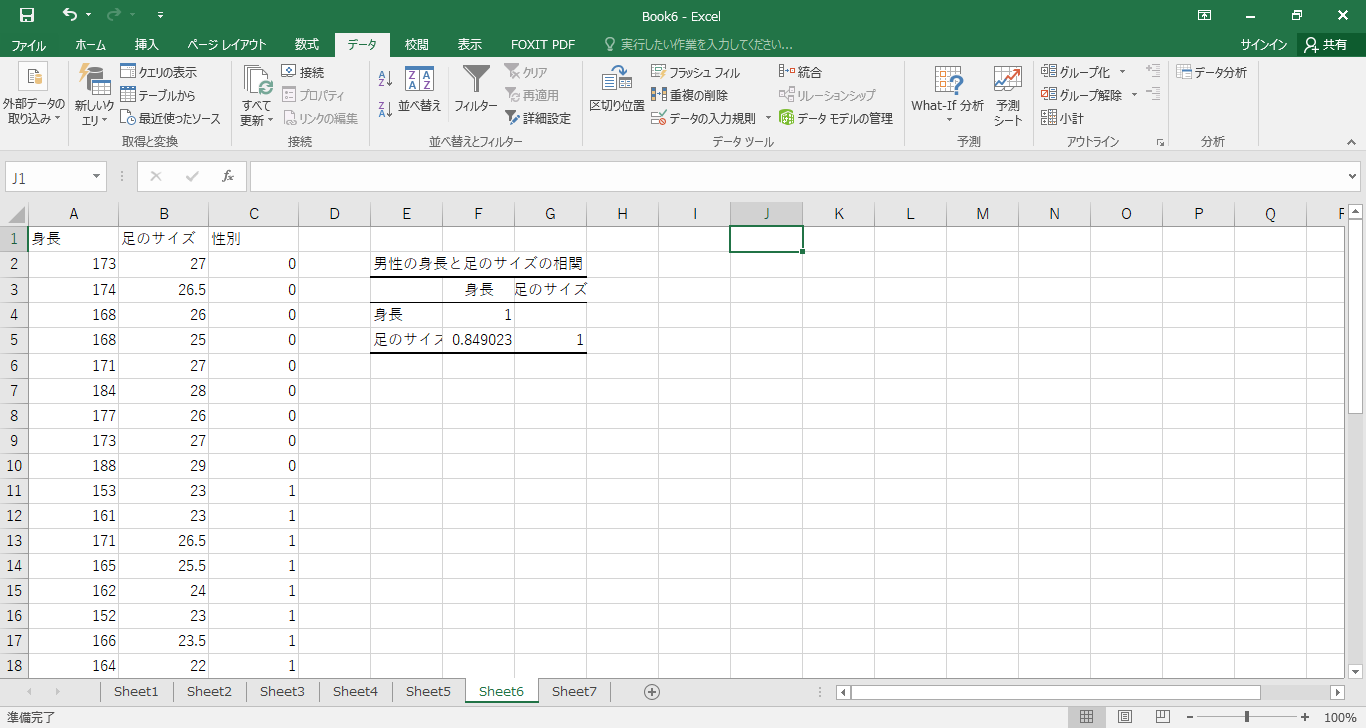 Book6 - Excel
ファイル ホーム 挿入 ページ レイアウト 数式 データ 校閲 表示 FOXIT PDF 実行したい作業を入力してください... サインイン 共有
外部データの
取り込み
新しいクエリ
クエリの表示
テーブルから
最近使ったソース
取得と変換
すべて
更新
接続
プロパティ
リンクの編集
接続
並べ替え
フィルター
クリア
再適用
詳細設定
並べ替えとフィルター
区切り位置
フラッシュ フィル
重複の削除
データの入力規則
統合
リレーションシップ
データ モデルの管理
データ ツール
What-If 分析
予測
シート
予測
グループ化
グループ解除
小計
アウトライン
データ分析
分析
J1 fx
A B C D E F G H I J K L M N O P Q R
1 身長 足のサイズ 性別
2 173 27 0 男性の身長と足のサイズの相関
3 174 26.5 0 身長 足のサイズ
4 168 26 0 身長 1
5 168 25 0 足のサイズ 0.849023 1
6 171 27 0
7 184 28 0
8 177 26 0
9 173 27 0
10 188 29 0
11 153 23 1
12 161 23 1
13 171 26.5 1
14 165 25.5 1
15 162 24 1
16 152 23 1
17 166 23.5 1
18 164 22 1
Sheet1 Sheet2 Sheet3 Sheet4 Sheet5 Sheet6 Sheet7
準備完了 100%